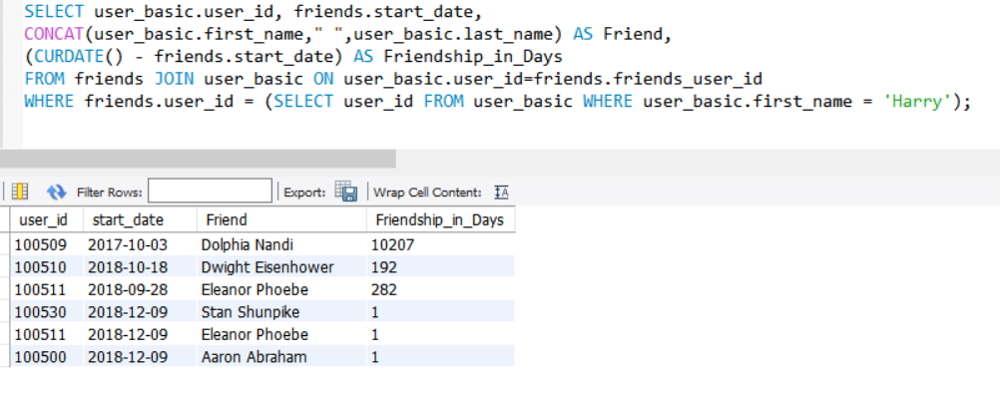 SELECT user_basic.user_id, friends.start_date,
CONCAT(user_basic.first_name," ",user_basic.last_name) AS Friend,
(CURDATE() - friends.start_date) AS Friendship_in_Days
FROM friends JOIN user_basic ON user_basic.user_id=friends.friends_user_id
WHERE friends.user_id = (SELECT user_id FROM user_basic WHERE user_basic.first_name = 'Harry');
Filter Rows: Export: Wrap Cell Content: IA
user_id start_date Friend Friendship_in_Days
100509 2017-10-03 Dolphia Nandi 10207
100510 2018-10-18 Dwight Eisenhower 192
100511 2018-09-28 Eleanor Phoebe 282
100530 2018-12-09 Stan Shunpike 1
100511 2018-12-09 Eleanor Phoebe 1
100500 2018-12-09 Aaron Abraham 1